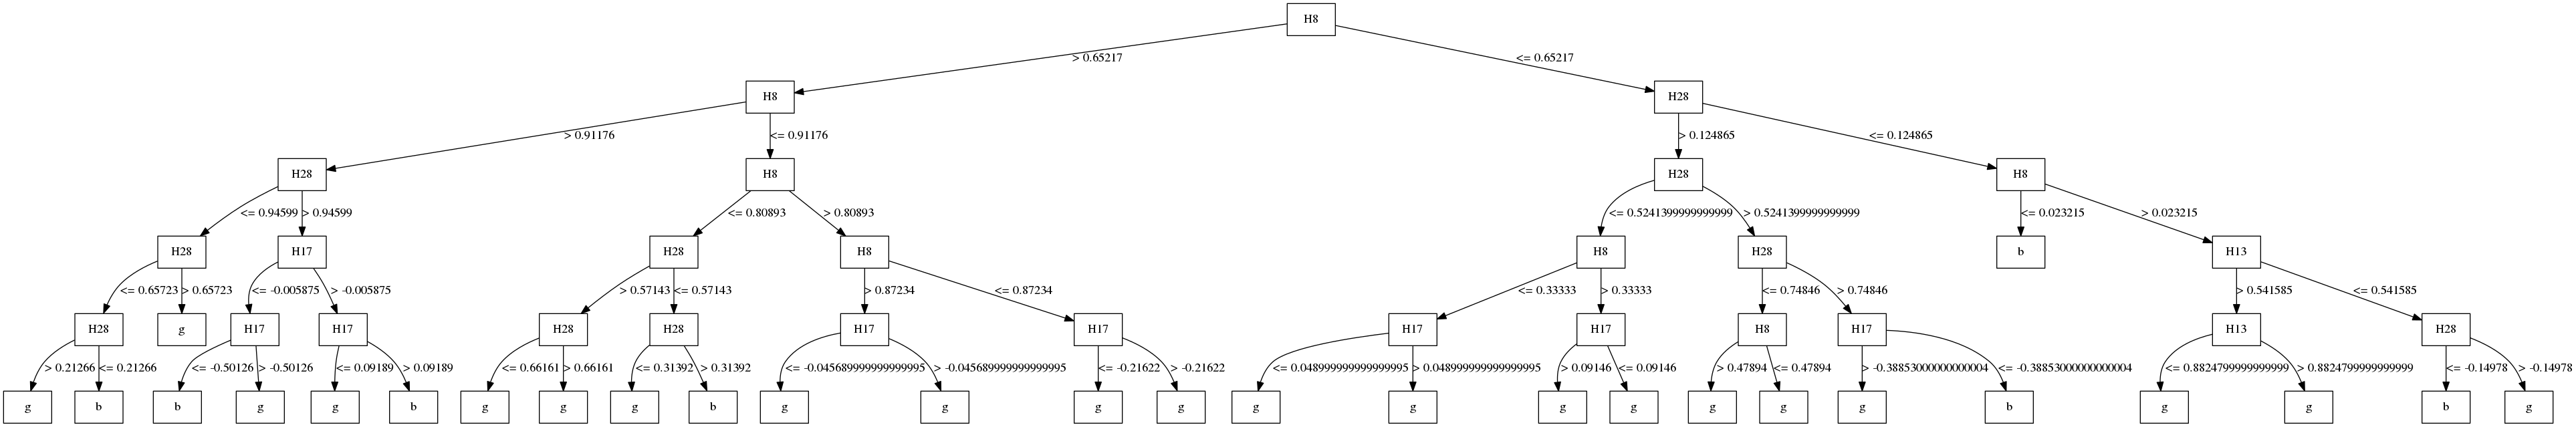 H8
> 0.65217
<= 0.65217
H8
H28
> 0.91176
<= 0.91176
> 0.124865
<= 0.124865
H28
H8
H28
H8
<= 0.94599
> 0.94599
<= 0.80893
> 0.80893
<= 0.5241399999999999
> 0.5241399999999999
<= 0.023215
> 0.023215
H28
H17
H28
H8
H8
H28
b
H13
<= 0.65723
> 0.65723
<= -0.005875
> -0.005875
> 0.57143
<= 0.57143
> 0.87234
<= 0.87234
<= 0.33333
> 0.33333
<= 0.74846
> 0.74846
> 0.541585
<= 0.541585
H28
g
H17
H17
H28
H28
H17
H17
H17
H17
H8
H17
H13
H28
> 0.21266
<= 0.21266
<= -0.50126
> -0.50126
<= 0.09189
> 0.09189
<= 0.66161
> 0.66161
<= 0.31392
> 0.31392
<= -0.045689999999999995
> -0.045689999999999995
<= -0.21622
> -0.21622
<= 0.048999999999999995
> 0.048999999999999995
> 0.09146
<= 0.09146
> 0.47894
<= 0.47894
> -0.38853000000000004
<= -0.38853000000000004
<= 0.8824799999999999
> 0.8824799999999999
<= -0.14978
> -0.14978
g
b
b
g
g
b
g
g
g
b
g
g
g
g
g
g
g
g
g
g
g
b
g
g
b
g